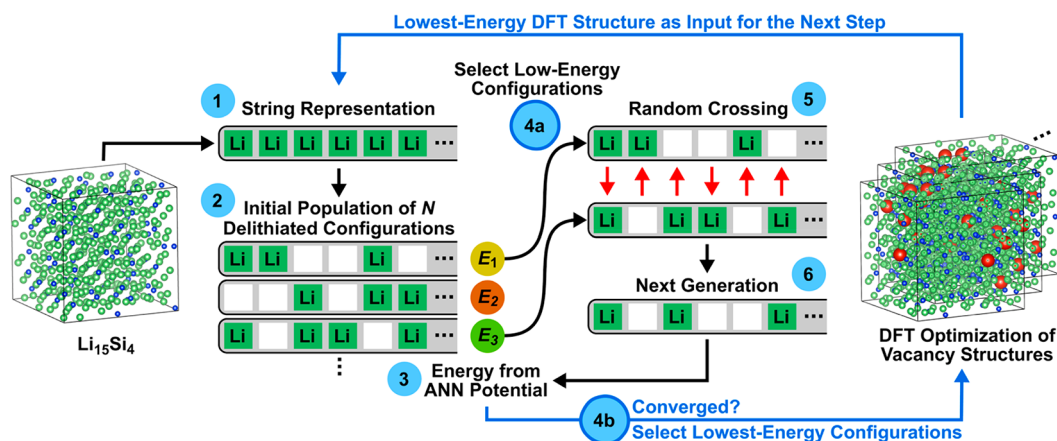 Lowest-Energy DFT Structure as Input for the Next Step
1
String Representation
Li Li Li Li Li Li ...
Select Low-Energy
Configurations
4a
Random Crossing
5
Li Li Li ...
Li Li Li Li ...
2
Initial Population of N
Delithiated Configurations
Li Li Li ... E1
Li Li Li ... E2
Li Li Li Li ... E3
Next Generation
6
Li Li Li ...
Li15Si4
3
Energy from
ANN Potential
4b
Converged?
Select Lowest-Energy Configurations
DFT Optimization of
Vacancy Structures